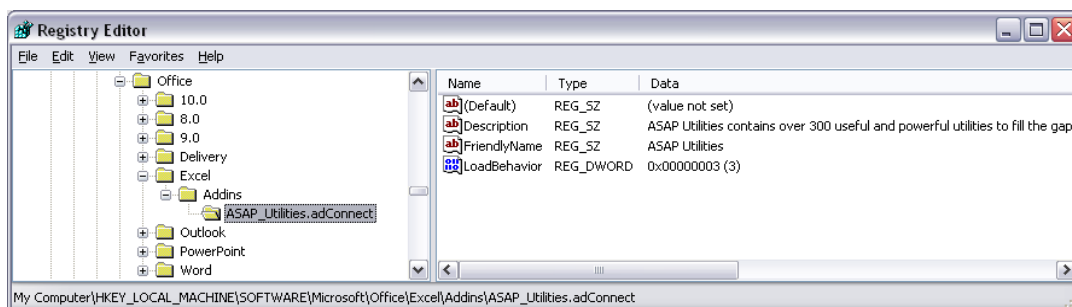 Registry Editor
File Edit View Favorites Help
Office
10.0
8.0
9.0
Delivery
Excel
Addins
ASAP_Utilities.adConnect
Outlook
PowerPoint
Word
Name Type Data
(Default) REG_SZ (value not set)
Description REG_SZ ASAP Utilities contains over 300 useful and powerful utilities to fill the gap
FriendlyName REG_SZ ASAP Utilities
LoadBehavior REG_DWORD 0x00000003 (3)
My Computer\HKEY_LOCAL_MACHINE\SOFTWARE\Microsoft\Office\Excel\Addins\ASAP_Utilities.adConnect